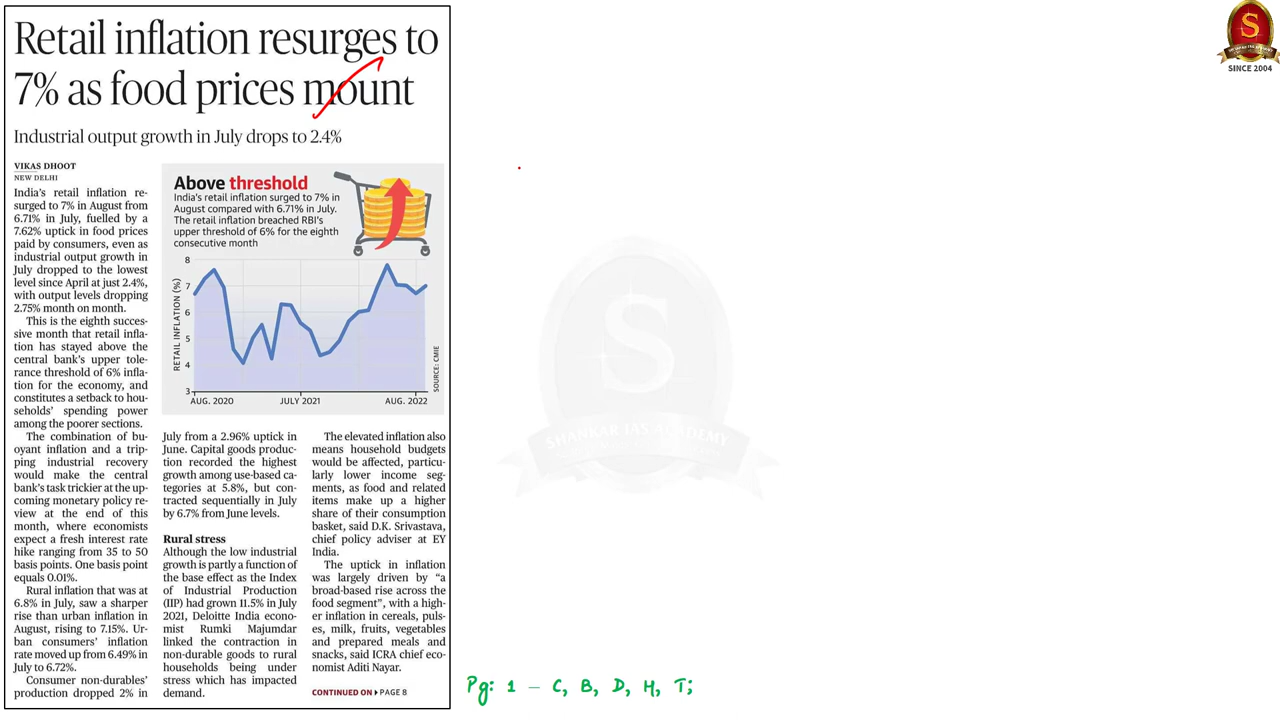 Retail inflation resurges to
7% as food prices mount
Industrial output growth in July drops to 2.4%
VIKAS DHOOT
NEW DELHI
India's retail inflation re-
surged to 7% in August from
6.71% in July, fuelled by a
7.62% uptick in food prices
paid by consumers, even as
industrial output growth in
July dropped to the lowest
level since April at just 2.4%,
with output levels dropping
2.75% month on month.
This is the eighth succes-
sive month that retail infla-
tion has stayed above the
central bank's upper tole-
rance threshold of 6% infla-
tion for the economy, and
constitutes a setback to hou-
seholds' spending power
among the poorer sections.
The combination of bu-
oyant inflation and a trip-
ping industrial recovery
would make the central
bank's task trickier at the up-
coming monetary policy re-
view at the end of this
month, where economists
expect a fresh interest rate
hike ranging from 35 to 50
basis points. One basis point
equals 0.01%.
Rural inflation that was at
6.8% in July, saw a sharper
rise than urban inflation in
August, rising to 7.15%. Ur-
ban consumers' inflation
rate moved up from 6.49% in
July to 6.72%.
Consumer non-durables'
production dropped 2% in
Above threshold
India's retail inflation surged to 7% in
August compared with 6.71% in July.
The retail inflation breached RBI's
upper threshold of 6% for the eighth
consecutive month
RETAIL INFLATION (%)
8
7
6
5
4
3
AUG. 2020 JULY 2021 AUG. 2022
SOURCE: CMIE
July from a 2.96% uptick in
June. Capital goods produc-
tion recorded the highest
growth among use-based ca-
tegories at 5.8%, but con-
tracted sequentially in July
by 6.7% from June levels.
Rural stress
Although the low industrial
growth is partly a function of
the base effect as the Index
of Industrial Production
(IIP) had grown 11.5% in July
2021, Deloitte India econo-
mist Rumki Majumdar
linked the contraction in
non-durable goods to rural
households being under
stress which has impacted
demand.
The elevated inflation also
means household budgets
would be affected, particu-
larly lower income seg-
ments, as food and related
items make up a higher
share of their consumption
basket, said D.K. Srivastava,
chief policy adviser at EY
India.
The uptick in inflation
was largely driven by "a
broad-based rise across the
food segment", with a high-
er inflation in cereals, puls-
es, milk, fruits, vegetables
and prepared meals and
snacks, said ICRA chief eco-
nomist Aditi Nayar.
CONTINUED ON PAGE 8
S
SHANKAR IAS ACADEMY
Pg: 1 – C, B, D, H, T;
S
SINCE 2004